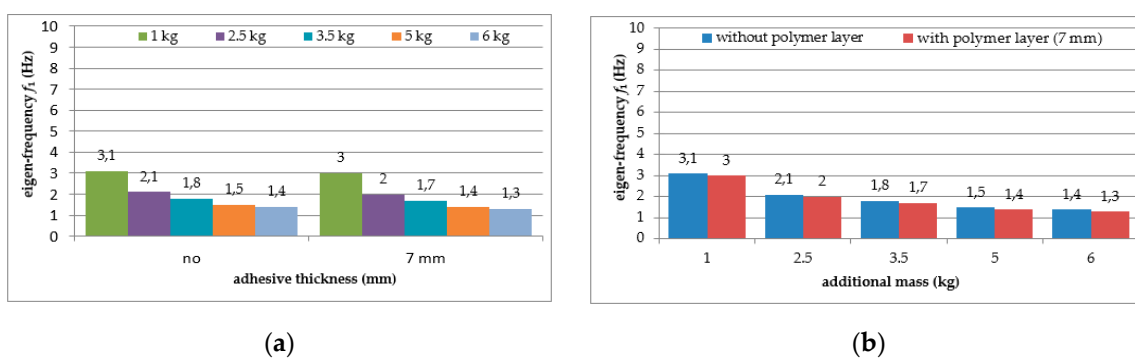 10
9
8
7
6
5
4
3
2
1
0
eigen-frequency f₁ (Hz)
1 kg 2.5 kg 3.5 kg 5 kg 6 kg
3,1 2,1 1,8 1,5 1,4 3 2 1,7 1,4 1,3
no 7 mm
adhesive thickness (mm)
(a)
10
9
8
7
6
5
4
3
2
1
0
eigen-frequency f₁ (Hz)
without polymer layer with polymer layer (7 mm)
3,1 3 2,1 2 1,8 1,7 1,5 1,4 1,4 1,3
1 2.5 3.5 5 6
additional mass (kg)
(b)